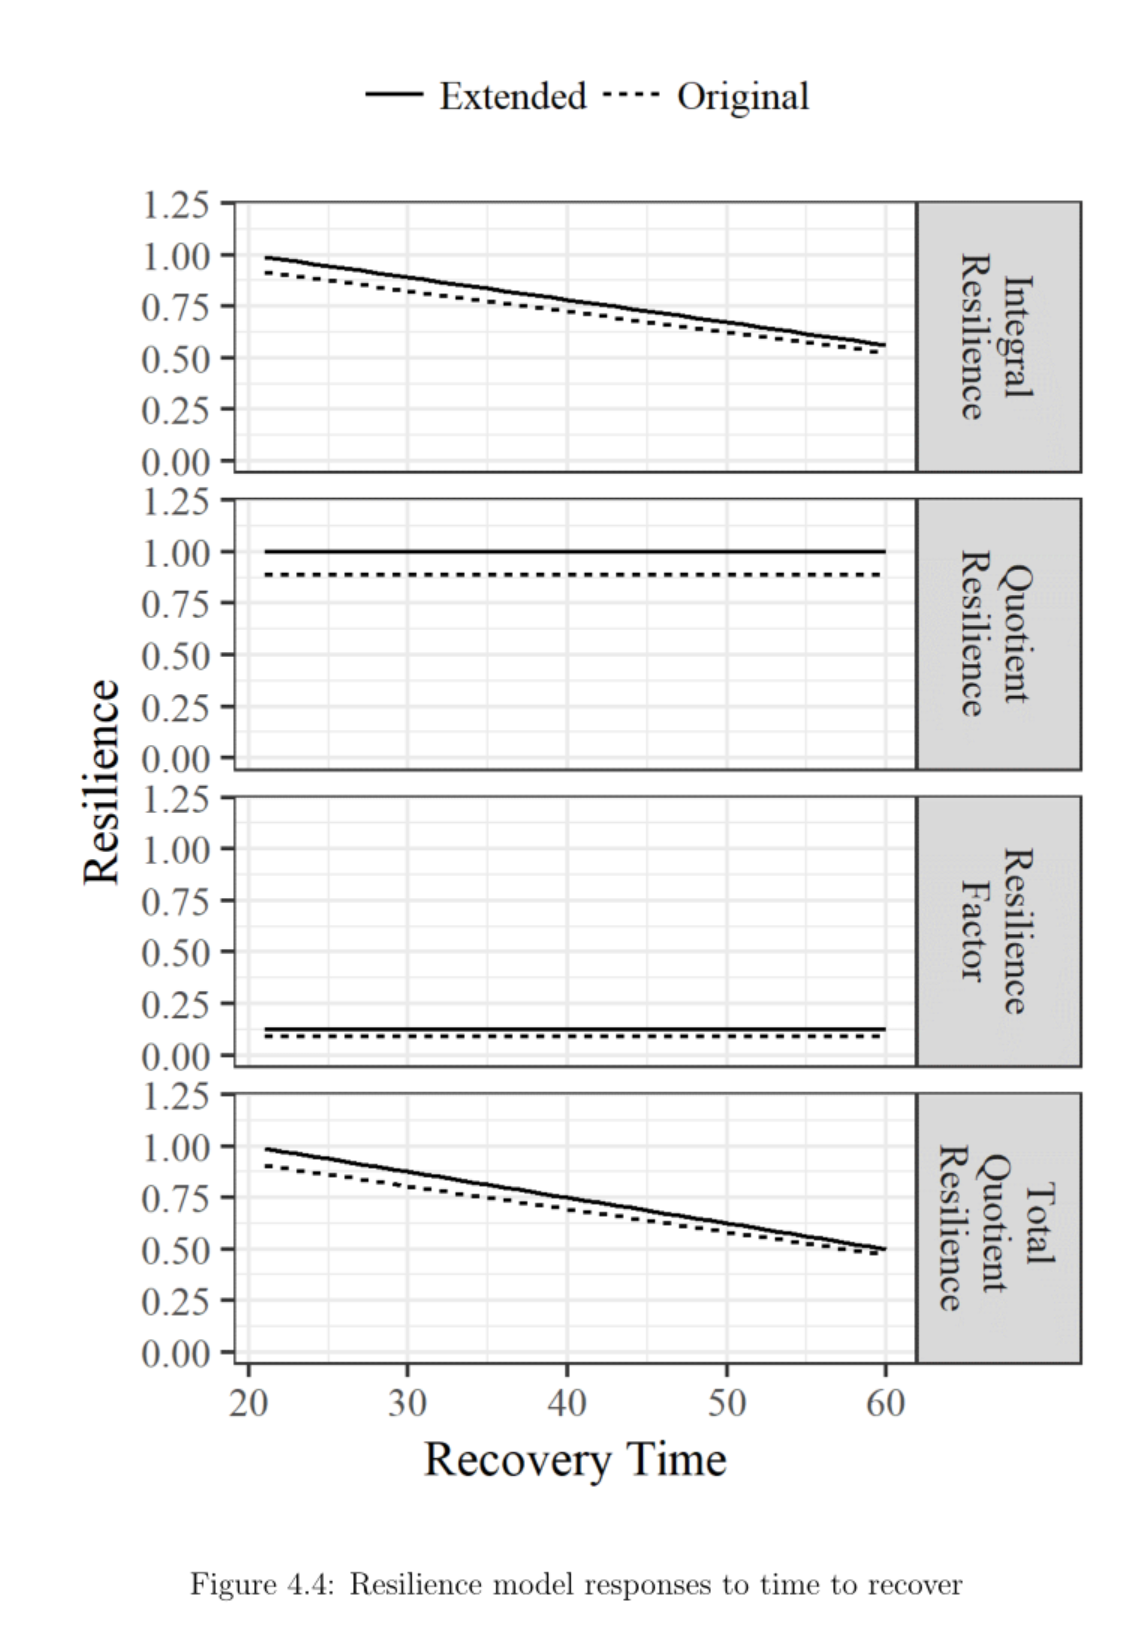 Extended Original
1.25
1.00
0.75
0.50
0.25
0.00
Integral
Resilience
1.25
1.00
0.75
0.50
0.25
0.00
Quotient
Resilience
Resilience
1.25
1.00
0.75
0.50
0.25
0.00
Resilience
Factor
1.25
1.00
0.75
0.50
0.25
0.00
Total
Quotient
Resilience
20 30 40 50 60
Recovery Time
Figure 4.4: Resilience model responses to time to recover